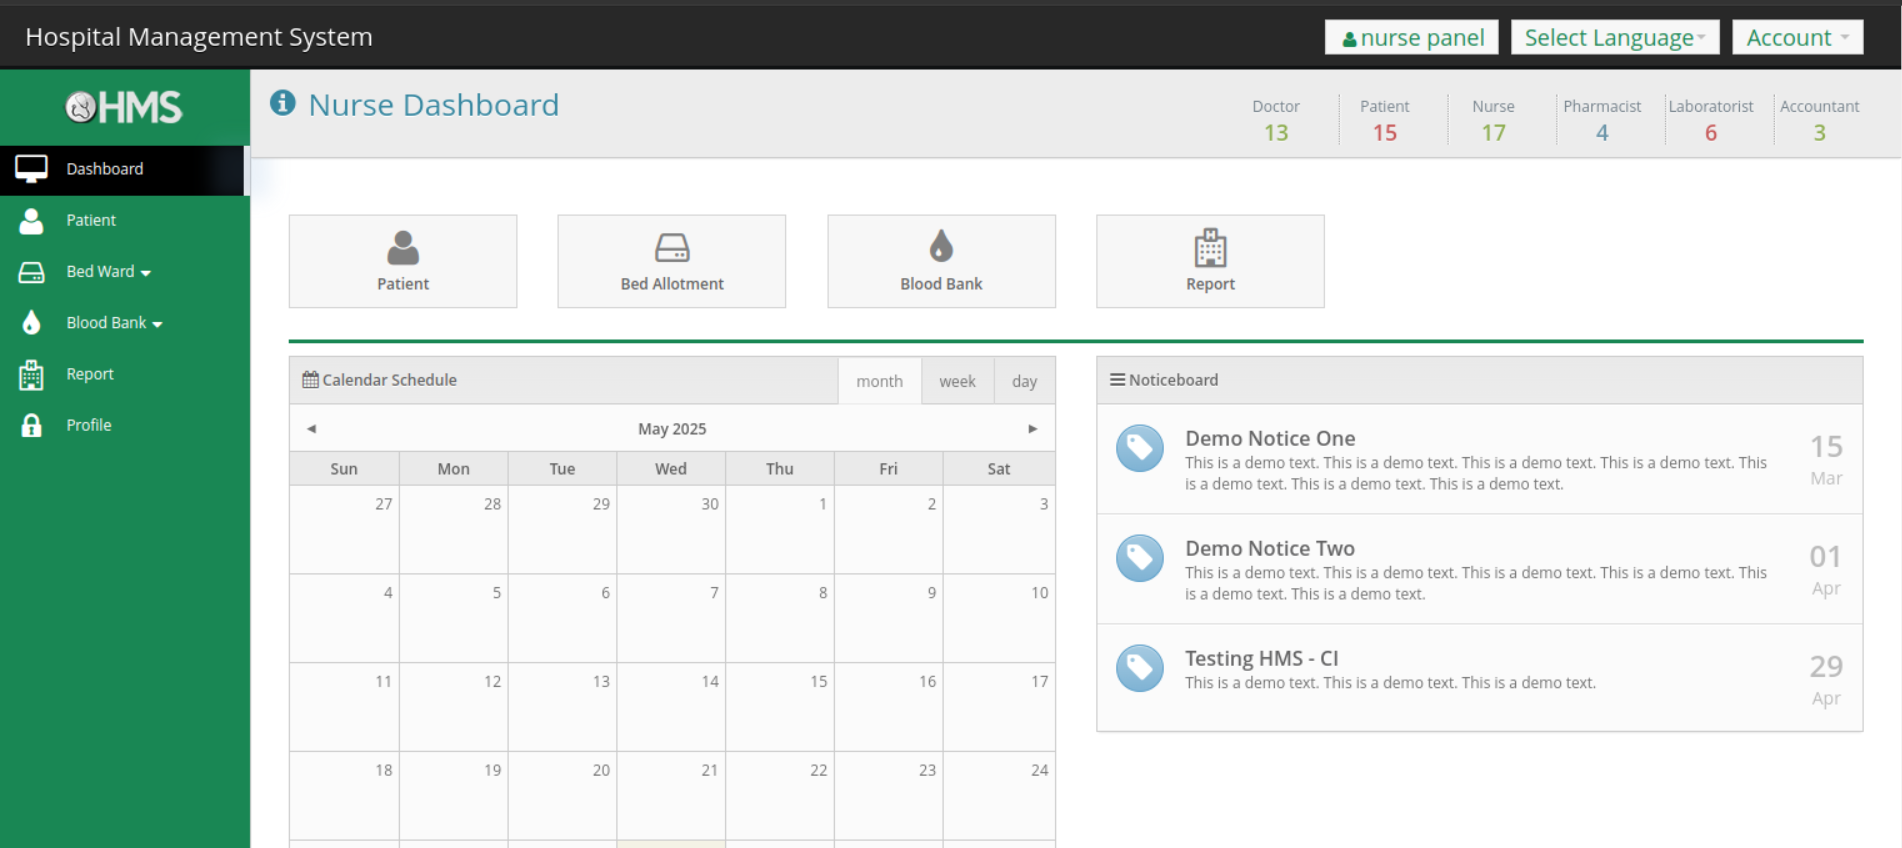 Hospital Management System
nurse panel
Select Language
Account
HMS
Nurse Dashboard
Doctor Patient Nurse Pharmacist Laboratorist Accountant
13 15 17 4 6 3
Dashboard
Patient
Bed Ward
Blood Bank
Report
Profile
Patient
Bed Allotment
Blood Bank
Report
Calendar Schedule
month week day
◄ May 2025 ►
Sun Mon Tue Wed Thu Fri Sat
27 28 29 30 1 2 3
4 5 6 7 8 9 10
11 12 13 14 15 16 17
18 19 20 21 22 23 24
Noticeboard
Demo Notice One
This is a demo text. This is a demo text. This is a demo text. This is a demo text. This
is a demo text. This is a demo text. This is a demo text.
15
Mar
Demo Notice Two
This is a demo text. This is a demo text. This is a demo text. This is a demo text. This
is a demo text. This is a demo text.
01
Apr
Testing HMS - CI
This is a demo text. This is a demo text. This is a demo text.
29
Apr